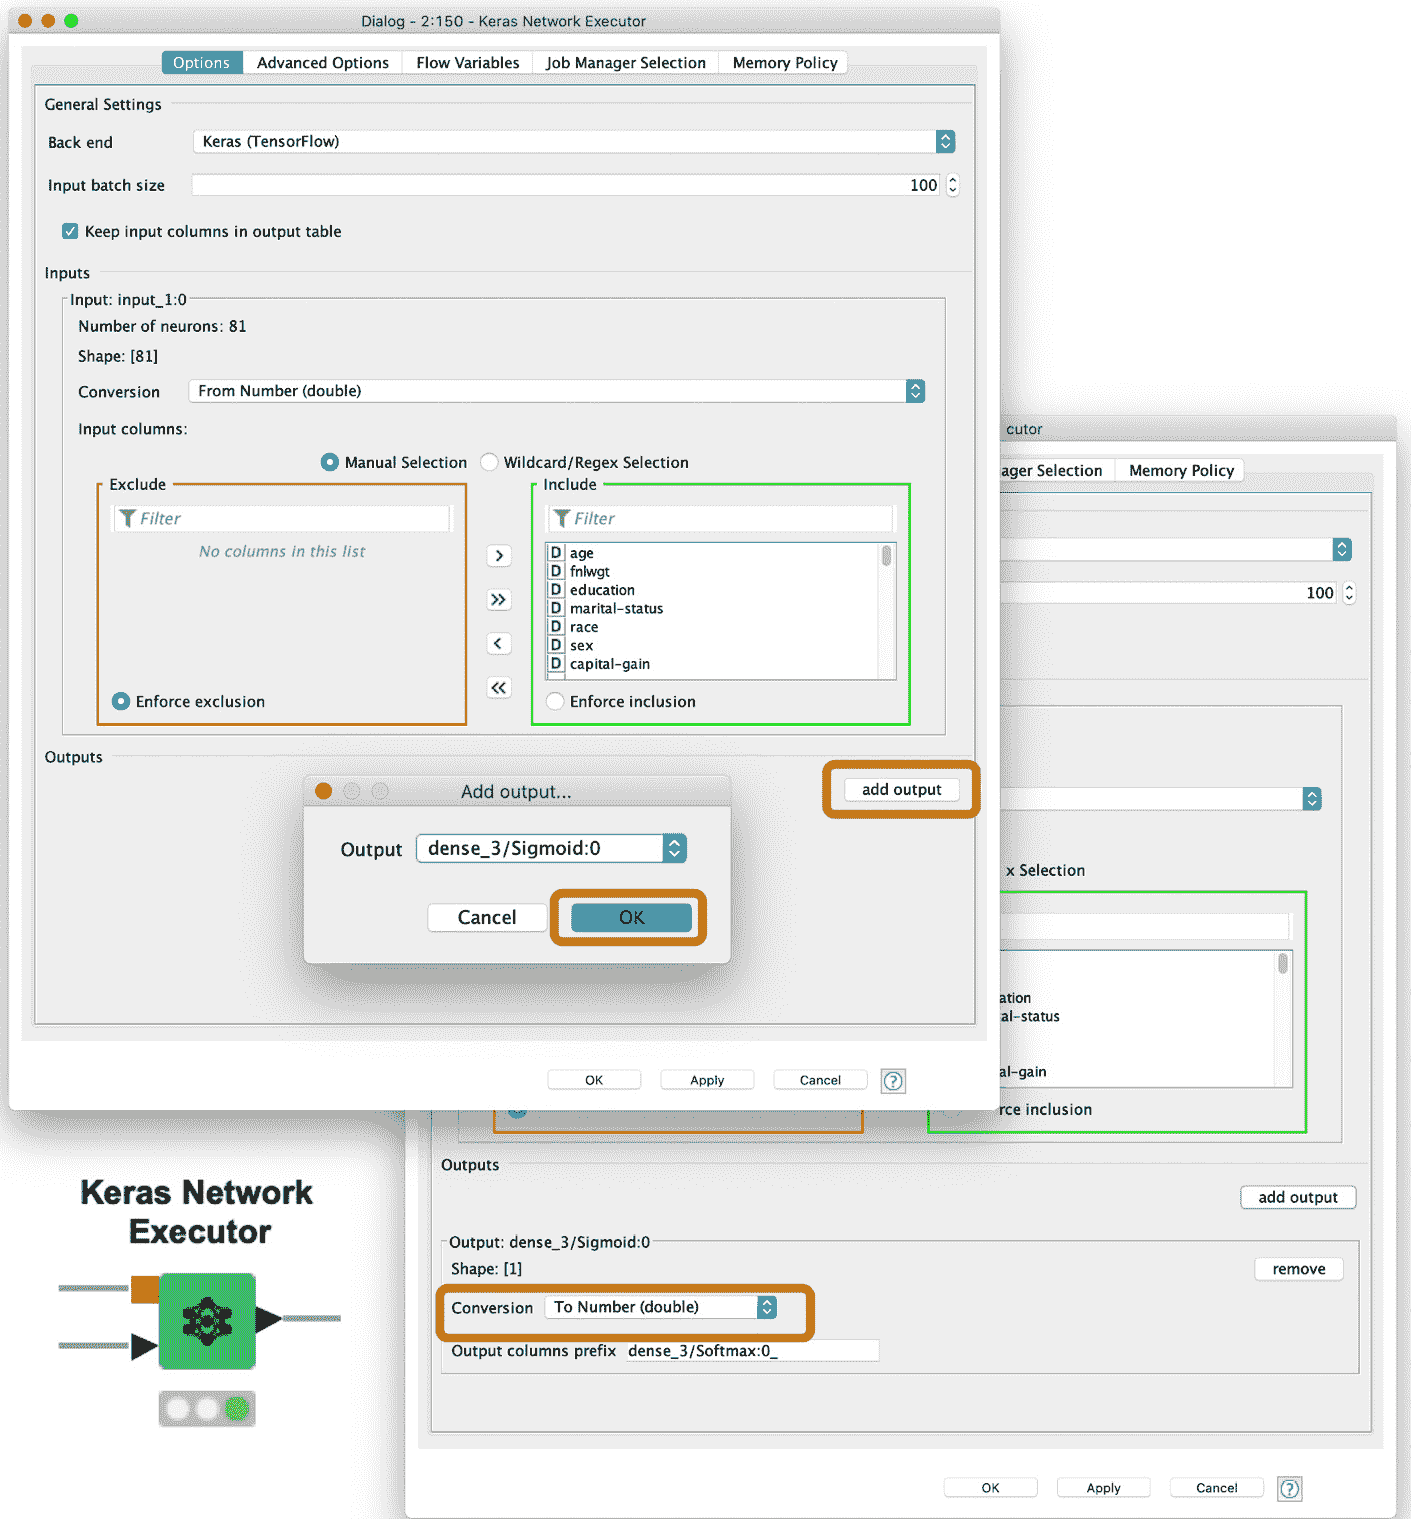 Dialog - 2:150 - Keras Network Executor
Options Advanced Options Flow Variables Job Manager Selection Memory Policy
General Settings
Back end Keras (TensorFlow)
Input batch size 100
Keep input columns in output table
Inputs
Input: input_1:0
Number of neurons: 81
Shape: [81]
Conversion From Number (double)
Input columns:
Manual Selection Wildcard/Regex Selection
Exclude
Filter
No columns in this list
Enforce exclusion
>
>>
<
<<
Include
Filter
D age
D fnlwgt
D education
D marital-status
D race
D sex
D capital-gain
Enforce inclusion
Outputs
add output
Add output...
Output dense_3/Sigmoid:0
Cancel OK
OK Apply Cancel ?
cutor
ager Selection Memory Policy
100
x Selection
ation
al-status
al-gain
rce inclusion
Outputs
add output
Output: dense_3/Sigmoid:0
Shape: [1]
remove
Conversion To Number (double)
Output columns prefix dense_3/Softmax:0_
OK Apply Cancel ?
Keras Network
Executor